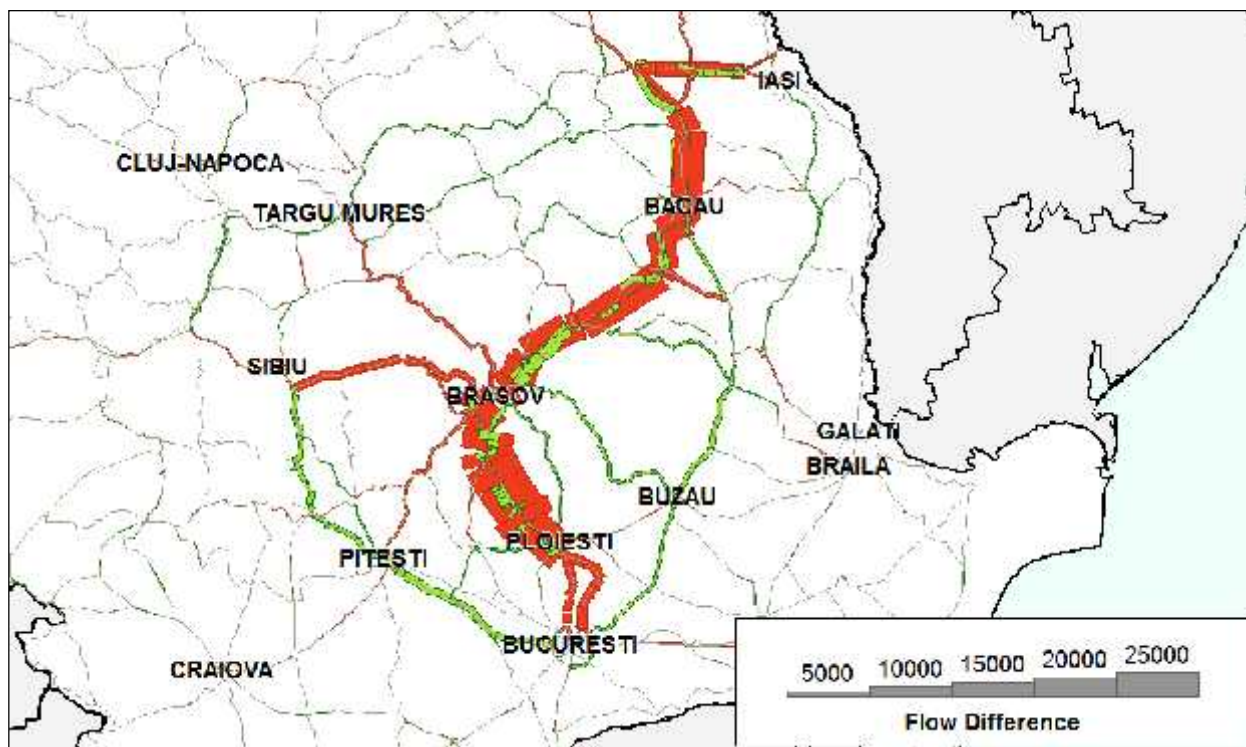 IASI
CLUJ-NAPOCA
TARGU MURES
BACAU
SIBIU
BRASOV
GALATI
BRAILA
BUZAU
PLOIESTI
PITESTI
BUCURESTI
CRAIOVA
5000 10000 15000 20000 25000
Flow Difference